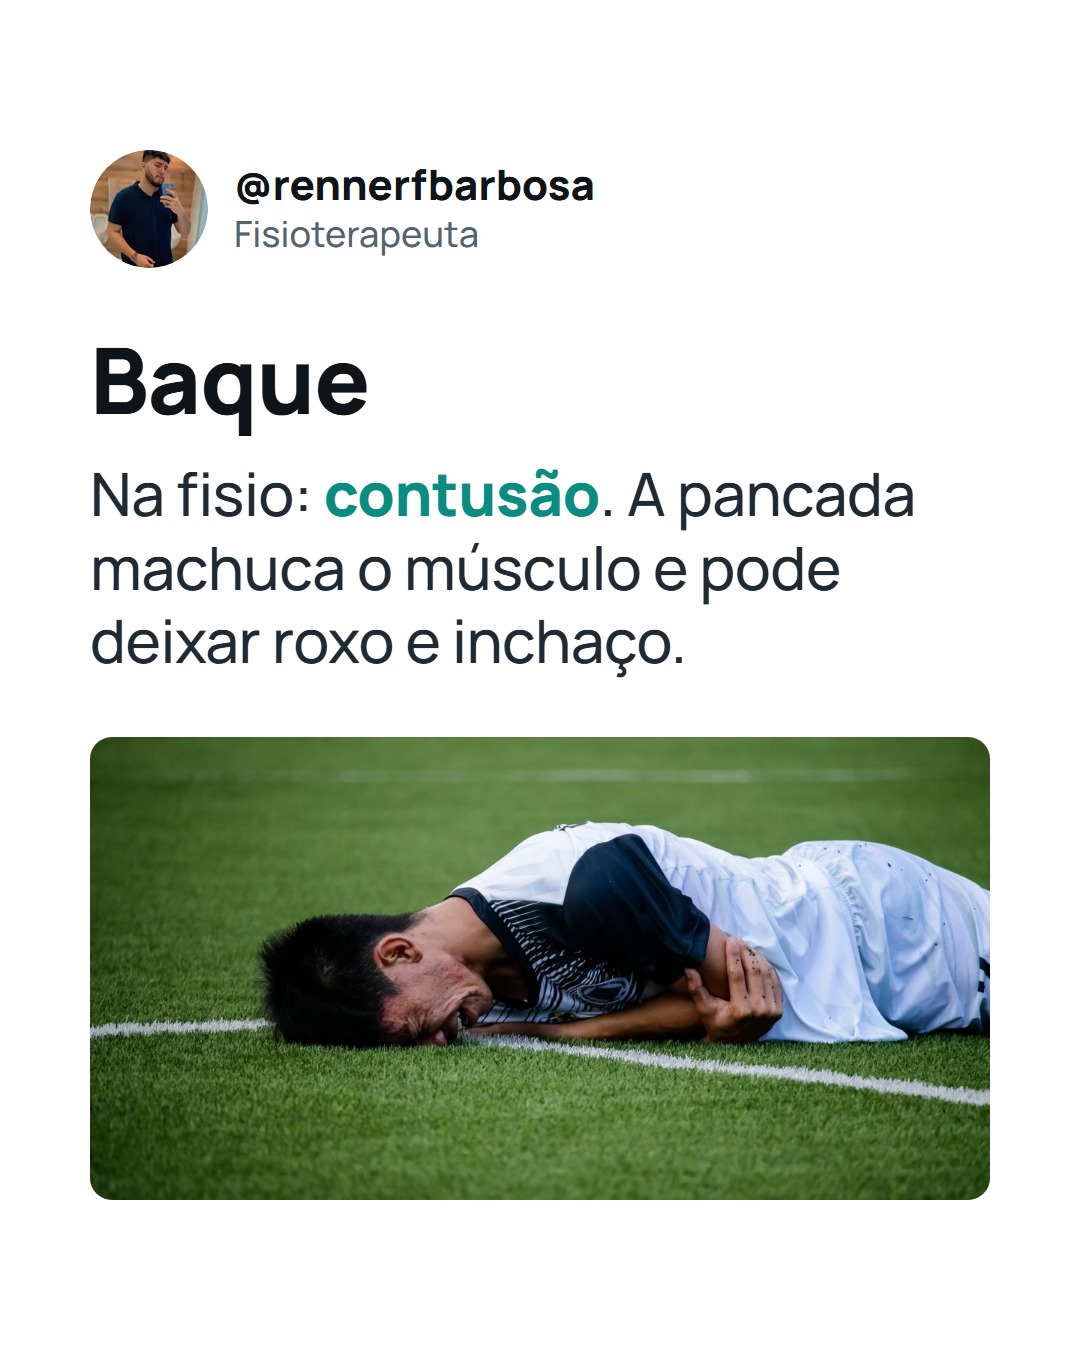 @rennerfbarbosa
Fisioterapeuta
Baque
Na fisio: contusão. A pancada
machuca o músculo e pode
deixar roxo e inchaço.